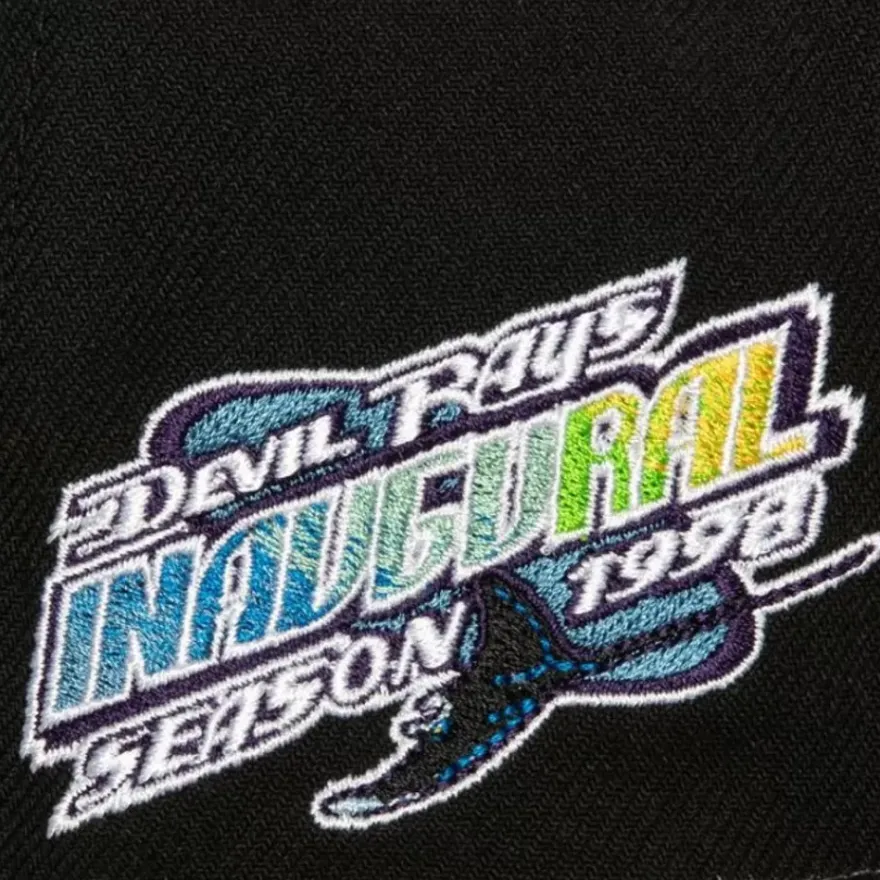 DEVIL RAYS
INAUGURAL
SEASON 1998